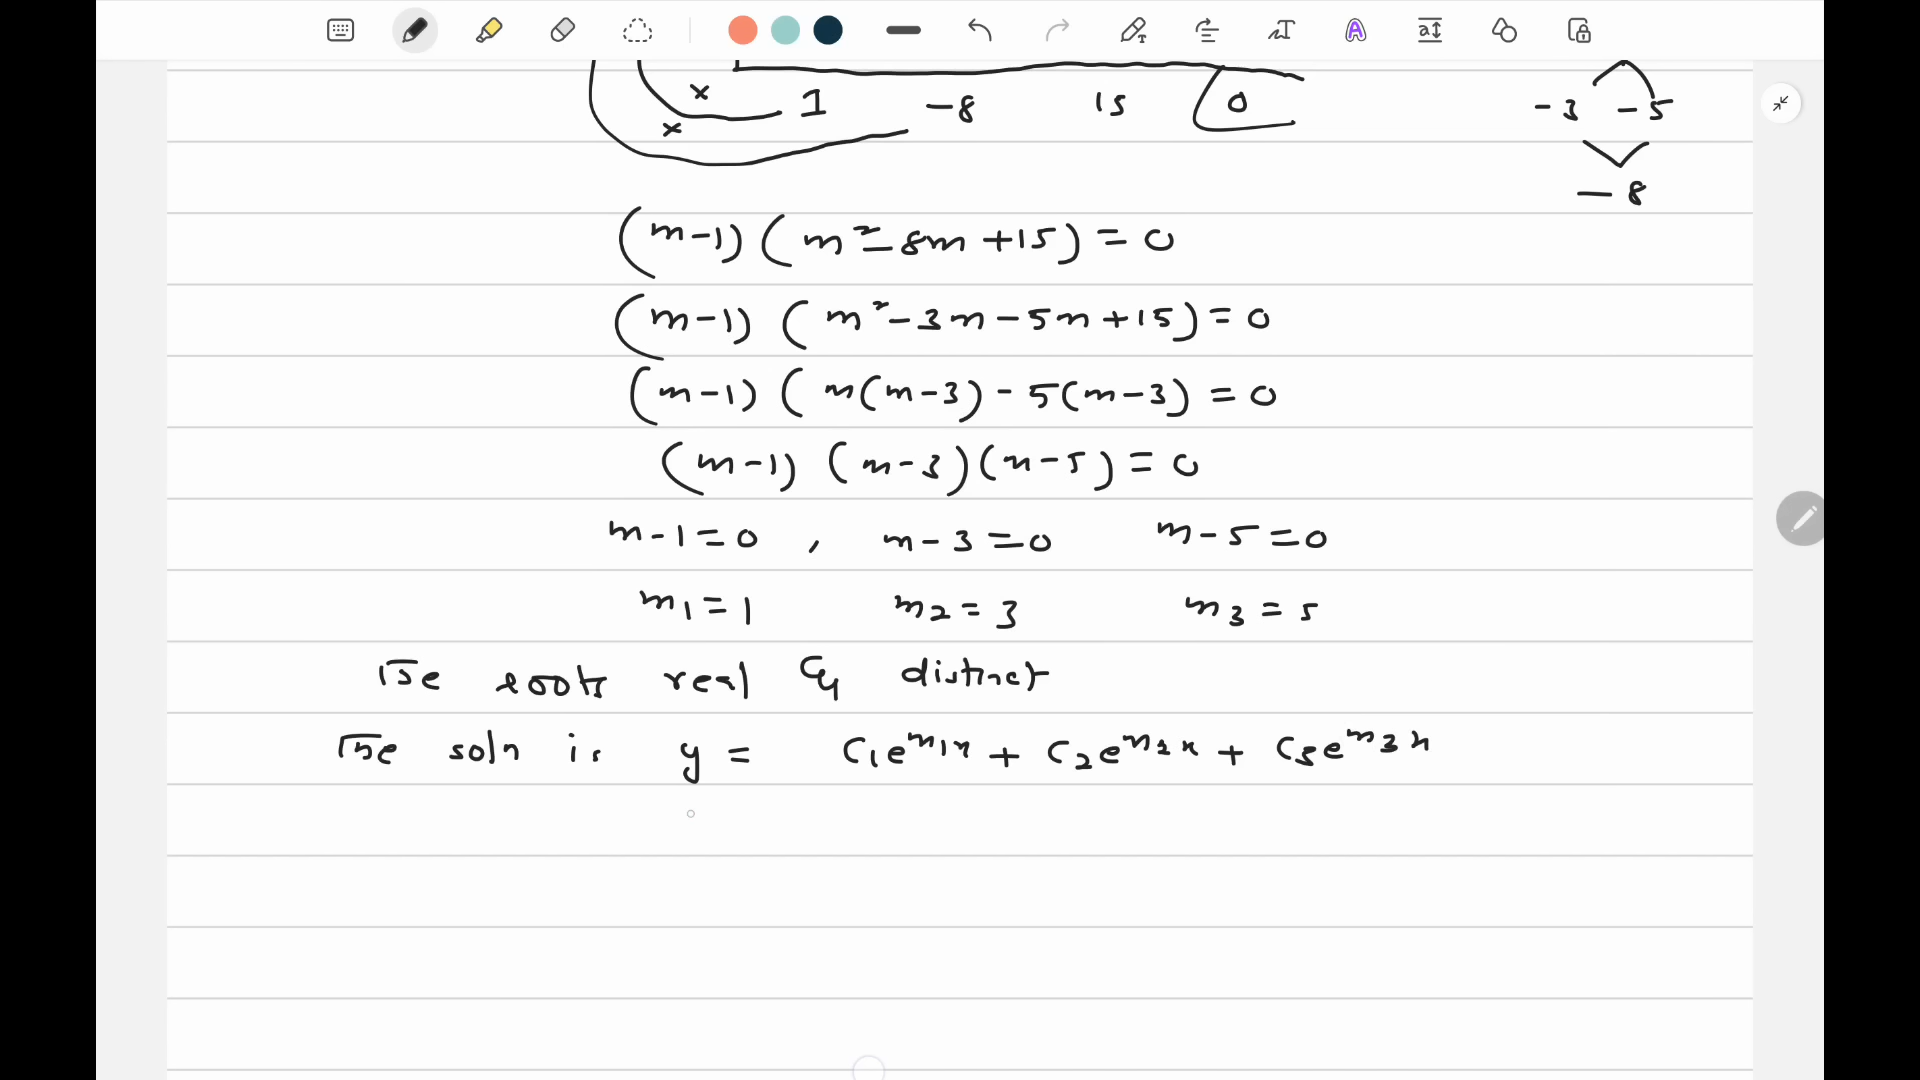 × 1 -8 15 0
×
-3 -5
-8
(m-1) (m²-8m+15) = 0
(m-1) (m²-3m-5m+15) = 0
(m-1) (m(m-3) - 5(m-3) = 0
(m-1) (m-3)(m-5) = 0
m-1=0 , m-3=0 m-5=0
m₁=1 m₂=3 m₃=5
The roots real & distinct
The soln is y = C₁e^m₁x + C₂e^m₂x + C₃e^m₃x